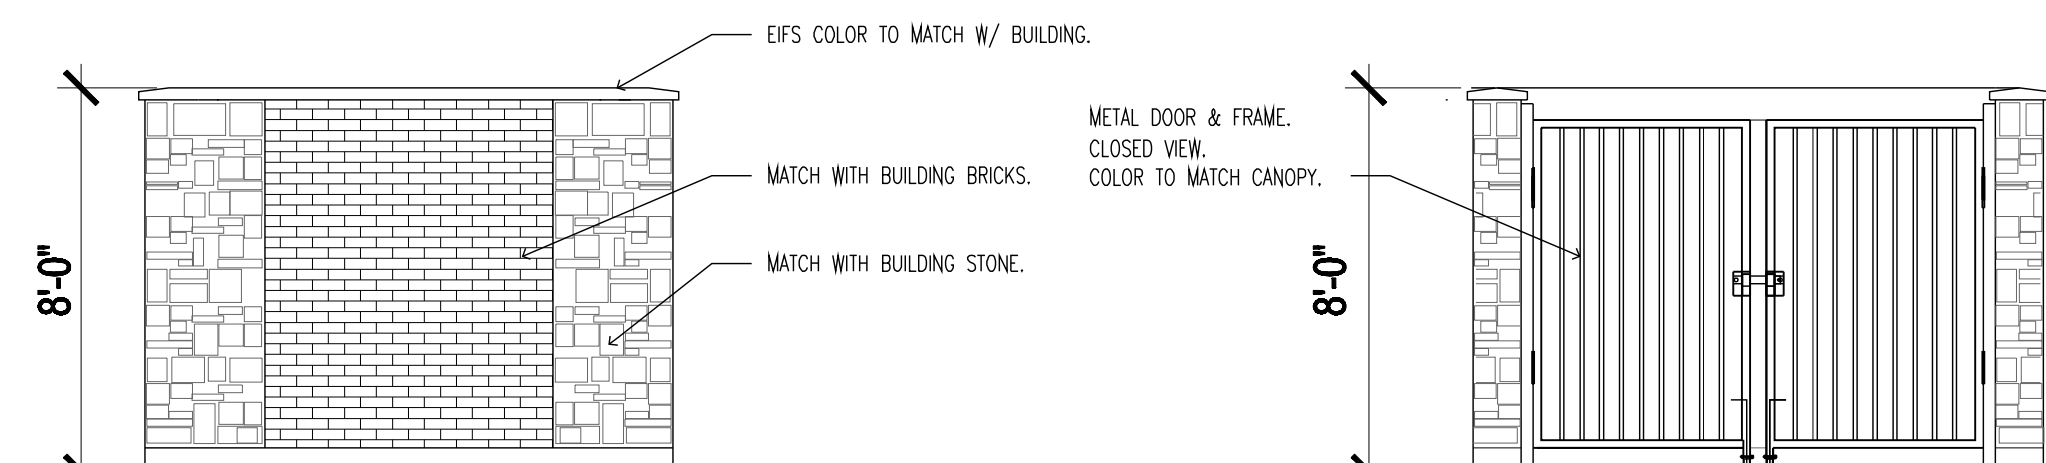 EIFS COLOR TO MATCH W/ BUILDING.
MATCH WITH BUILDING BRICKS.
MATCH WITH BUILDING STONE.
8'-0"
METAL DOOR & FRAME.
CLOSED VIEW.
COLOR TO MATCH CANOPY.
8'-0"